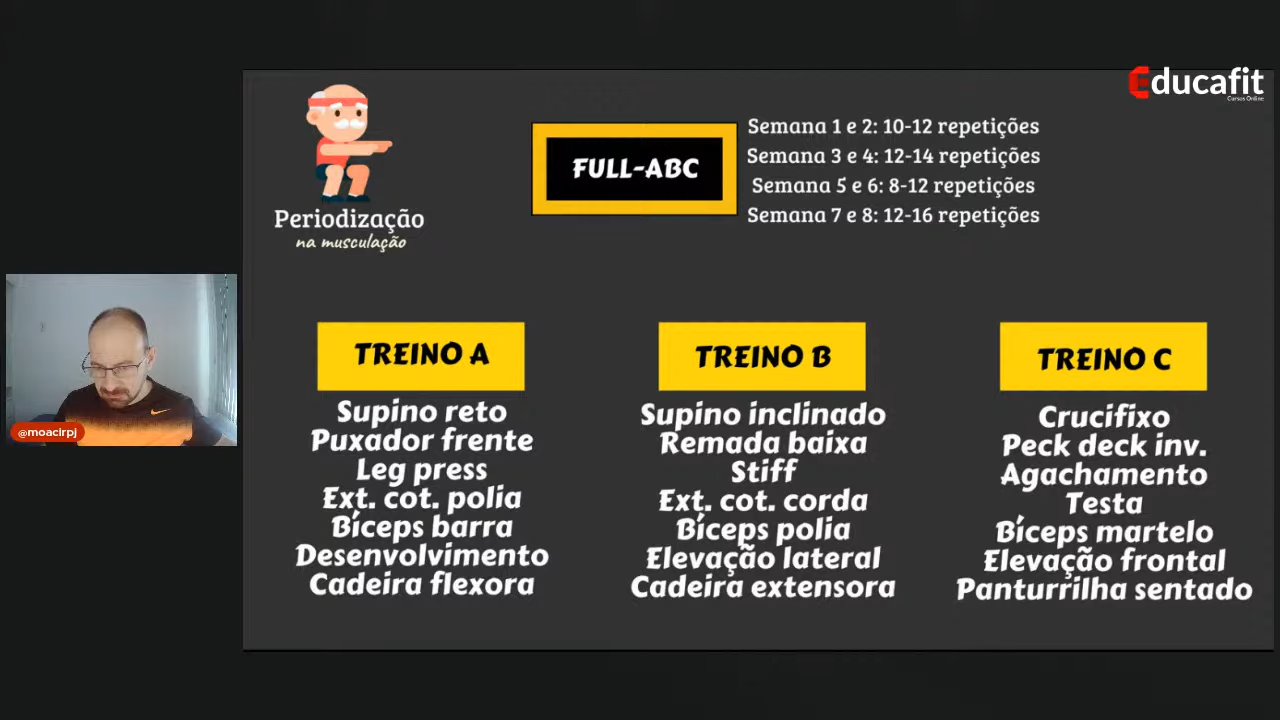 Educafit
Cursos Online
Semana 1 e 2: 10-12 repetições
Semana 3 e 4: 12-14 repetições
Semana 5 e 6: 8-12 repetições
Semana 7 e 8: 12-16 repetições
FULL-ABC
Periodização
na musculação
@moacirpj
TREINO A
Supino reto
Puxador frente
Leg press
Ext. cot. polia
Bíceps barra
Desenvolvimento
Cadeira flexora
TREINO B
Supino inclinado
Remada baixa
Stiff
Ext. cot. corda
Bíceps polia
Elevação lateral
Cadeira extensora
TREINO C
Crucifixo
Peck deck inv.
Agachamento
Testa
Bíceps martelo
Elevação frontal
Panturrilha sentado